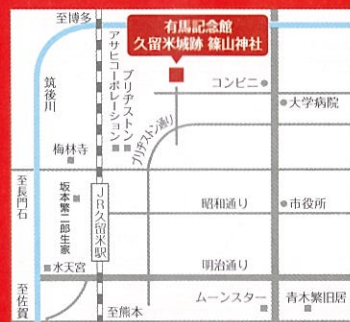 至博多
有馬記念館
久留米城跡 篠山神社
筑後川
アサヒコーポレーション
ブリヂストン
コンビニ
大学病院
ブリヂストン通り
梅林寺
至長門石
坂本繁二郎生家
JR久留米駅
昭和通り
市役所
水天宮
明治通り
至佐賀
至熊本
ムーンスター
青木繁旧居